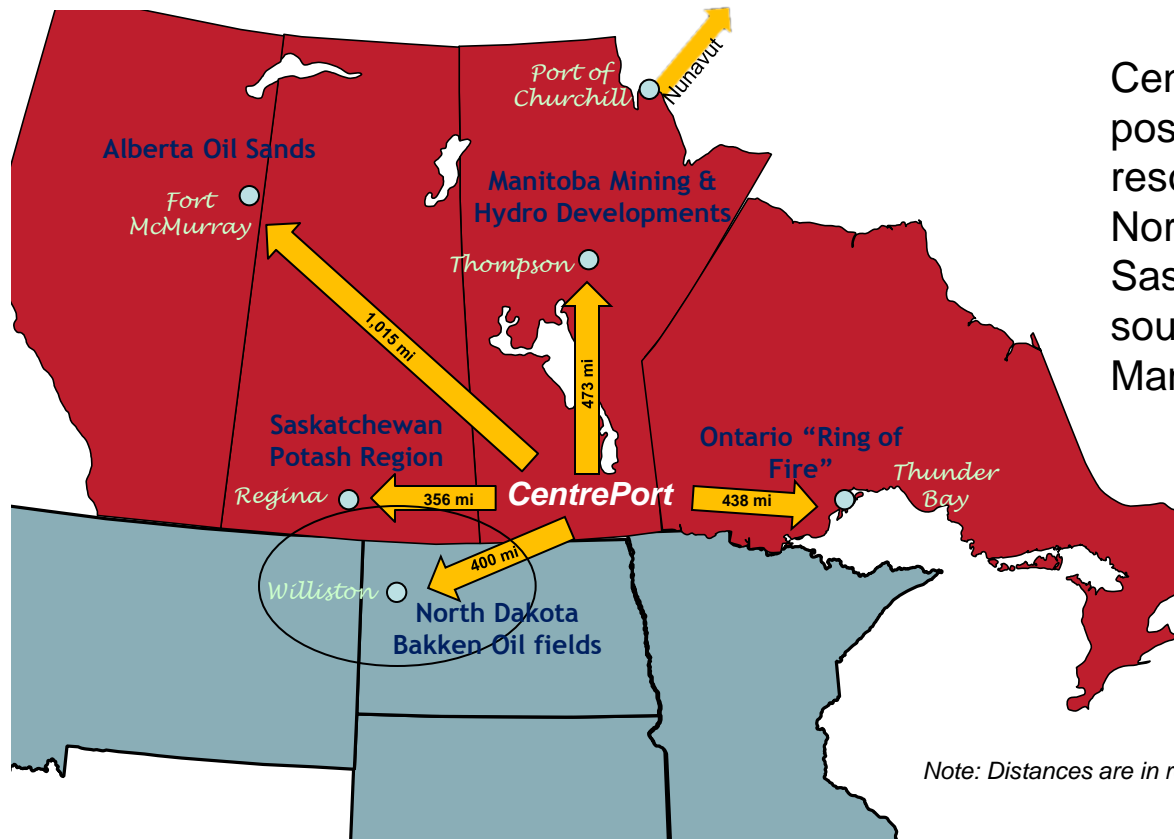 Nunavut
Port of
Churchill
Alberta Oil Sands
Fort
McMurray
Manitoba Mining &
Hydro Developments
Thompson
1,015 mi
473 mi
Saskatchewan
Potash Region
Regina
356 mi
CentrePort
438 mi
Ontario “Ring of
Fire”
Thunder
Bay
400 mi
Williston
North Dakota
Bakken Oil fields
Note: Distances are in